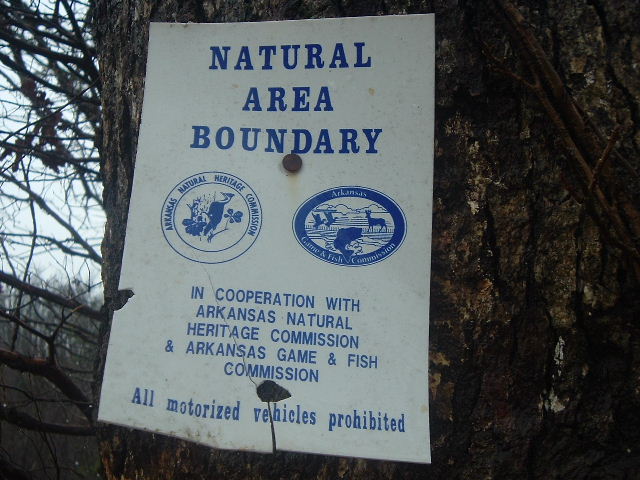 NATURAL
AREA
BOUNDARY
ARKANSAS NATURAL HERITAGE COMMISSION
Arkansas
Game & Fish Commission
IN COOPERATION WITH
ARKANSAS NATURAL
HERITAGE COMMISSION
& ARKANSAS GAME & FISH
COMMISSION
All motorized vehicles prohibited